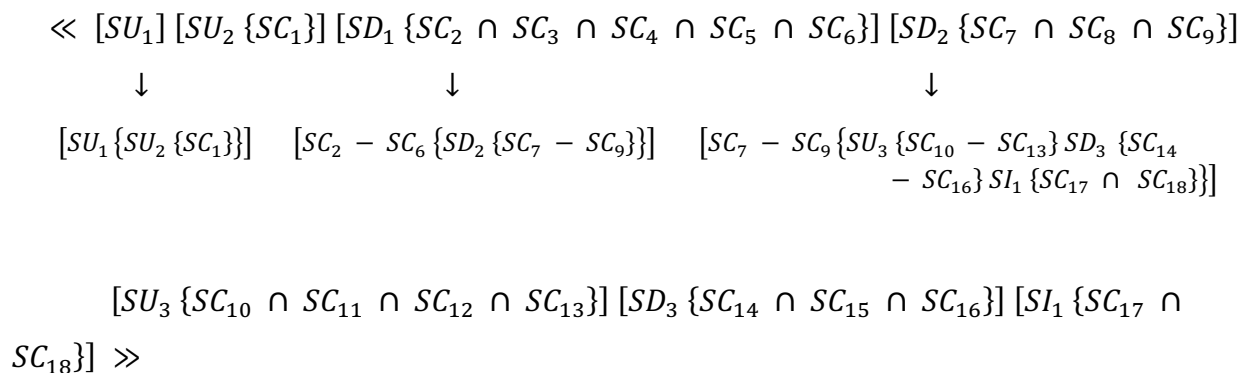 ≪ [SU₁] [SU₂ {SC₁}] [SD₁ {SC₂ ∩ SC₃ ∩ SC₄ ∩ SC₅ ∩ SC₆}] [SD₂ {SC₇ ∩ SC₈ ∩ SC₉}]
↓ ↓ ↓
[SU₁{SU₂ {SC₁}}] [SC₂ − SC₆{SD₂{SC₇ − SC₉}}] [SC₇ − SC₉{SU₃ {SC₁₀ − SC₁₃} SD₃ {SC₁₄
− SC₁₆} SI₁ {SC₁₇ ∩ SC₁₈}}]
[SU₃ {SC₁₀ ∩ SC₁₁ ∩ SC₁₂ ∩ SC₁₃}] [SD₃ {SC₁₄ ∩ SC₁₅ ∩ SC₁₆}] [SI₁ {SC₁₇ ∩
SC₁₈}] ≫